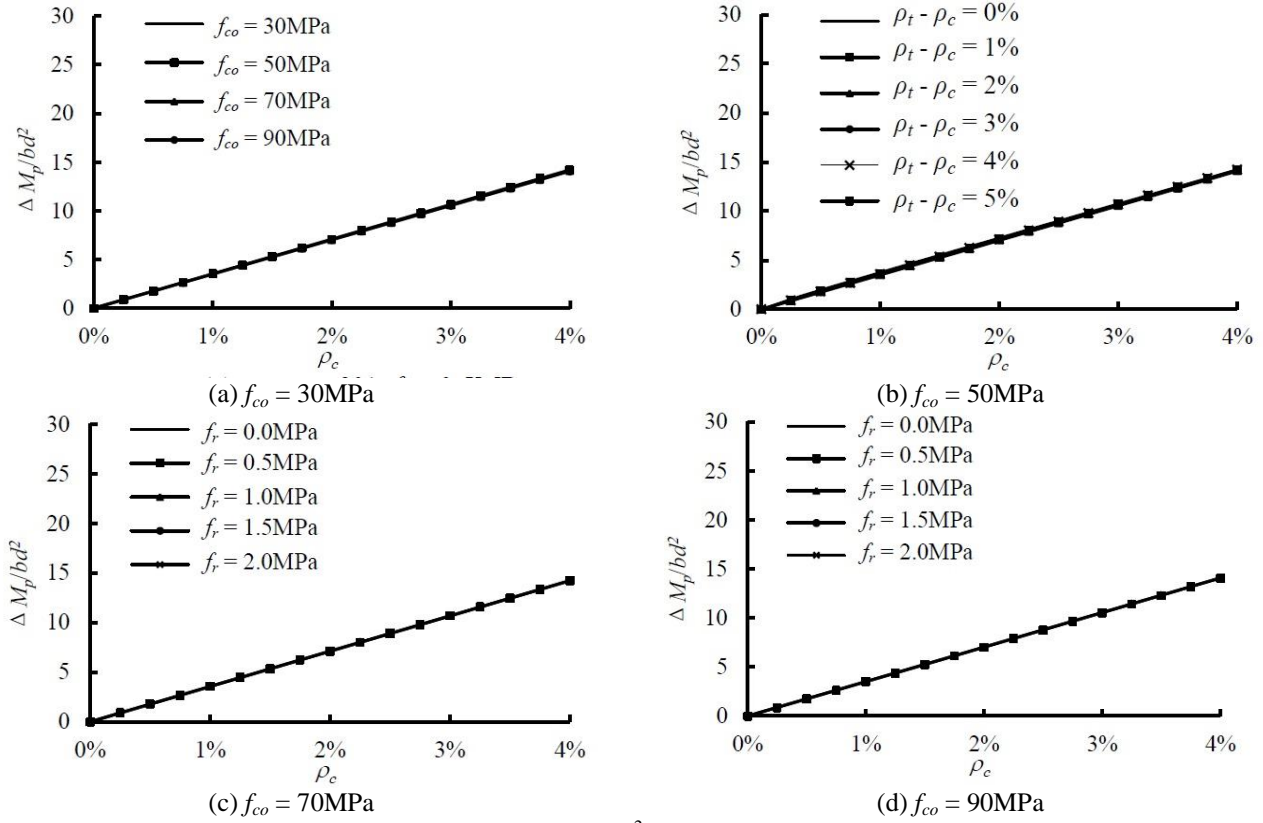 30
25
20
15
10
5
0
Δ Mp/bd²
fco = 30MPa
fco = 50MPa
fco = 70MPa
fco = 90MPa
0% 1% 2% 3% 4%
ρc
(a) fco = 30MPa
30
25
20
15
10
5
0
Δ Mp/bd²
ρt - ρc = 0%
ρt - ρc = 1%
ρt - ρc = 2%
ρt - ρc = 3%
ρt - ρc = 4%
ρt - ρc = 5%
0% 1% 2% 3% 4%
ρc
(b) fco = 50MPa
30
25
20
15
10
5
0
Δ Mp/bd²
fr = 0.0MPa
fr = 0.5MPa
fr = 1.0MPa
fr = 1.5MPa
fr = 2.0MPa
0% 1% 2% 3% 4%
ρc
(c) fco = 70MPa
30
25
20
15
10
5
0
Δ Mp/bd²
fr = 0.0MPa
fr = 0.5MPa
fr = 1.0MPa
fr = 1.5MPa
fr = 2.0MPa
0% 1% 2% 3% 4%
ρc
(d) fco = 90MPa